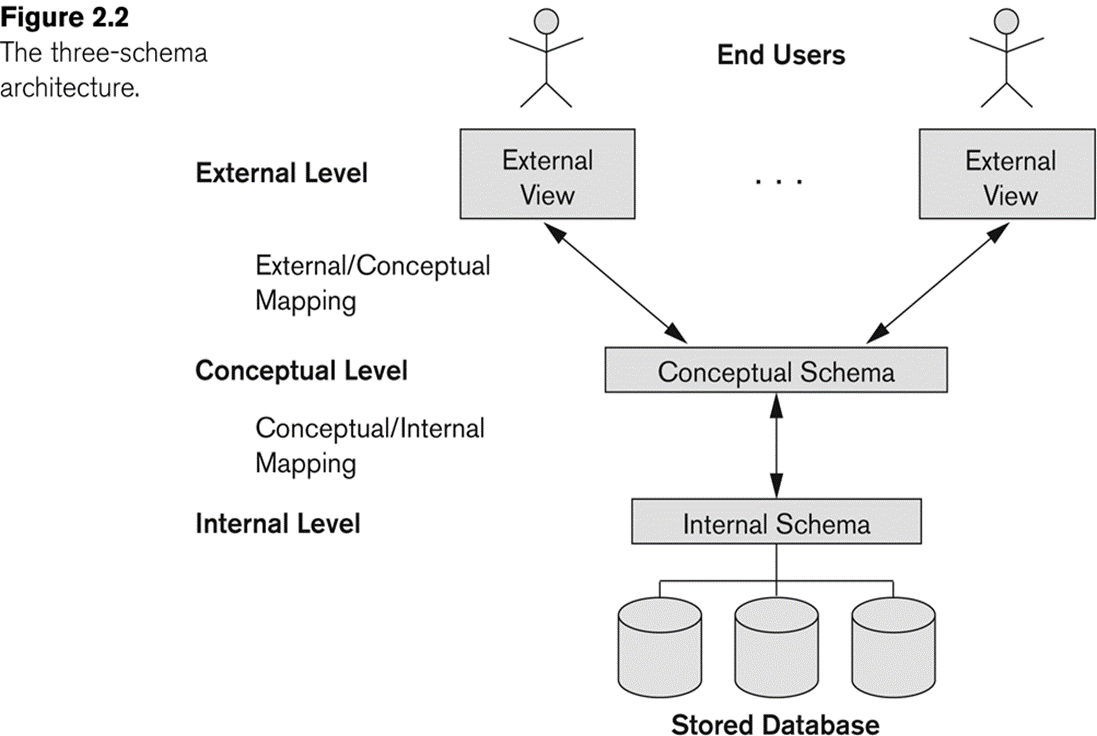 Figure 2.2
The three-schema
architecture.
End Users
External Level
External
View
. . .
External
View
External/Conceptual
Mapping
Conceptual Level
Conceptual Schema
Conceptual/Internal
Mapping
Internal Level
Internal Schema
Stored Database